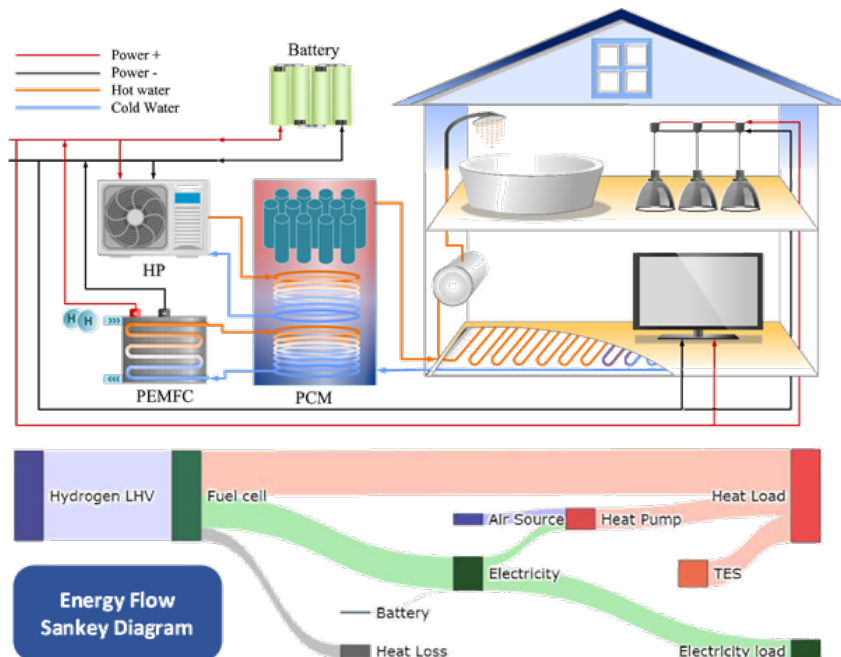 Power +
Power -
Hot water
Cold Water
Battery
HP
H H
PEMFC
PCM
Hydrogen LHV
Fuel cell
Heat Load
Air Source
Heat Pump
Electricity
TES
Battery
Heat Loss
Electricity load
Energy Flow
Sankey Diagram